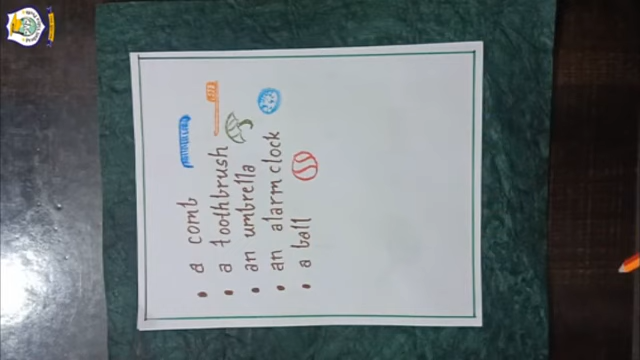 • a comb
• a toothbrush
• an umbrella
• an alarm clock
• a ball